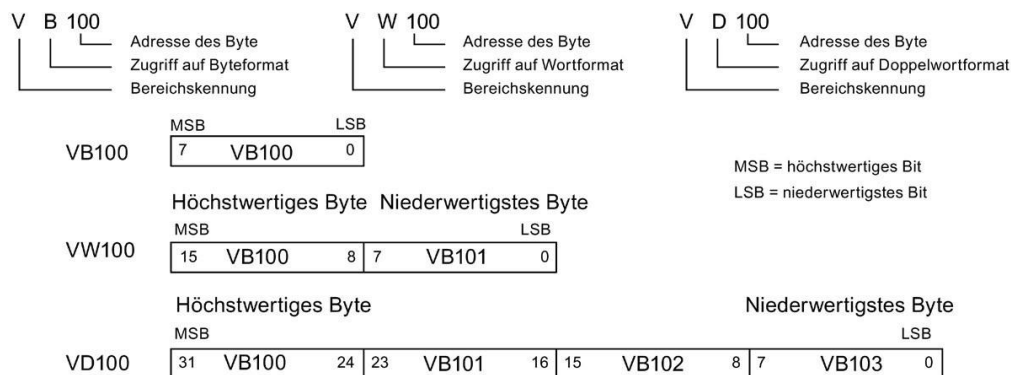 V B 100 V W 100 V D 100
Adresse des Byte Adresse des Byte Adresse des Byte
Zugriff auf Byteformat Zugriff auf Wortformat Zugriff auf Doppelwortformat
Bereichskennung Bereichskennung Bereichskennung
MSB LSB
VB100 7 VB100 0
MSB = höchstwertiges Bit
LSB = niederwertigstes Bit
Höchstwertiges Byte Niederwertigstes Byte
MSB LSB
VW100 15 VB100 8 7 VB101 0
Höchstwertiges Byte Niederwertigstes Byte
MSB LSB
VD100 31 VB100 24 23 VB101 16 15 VB102 8 7 VB103 0